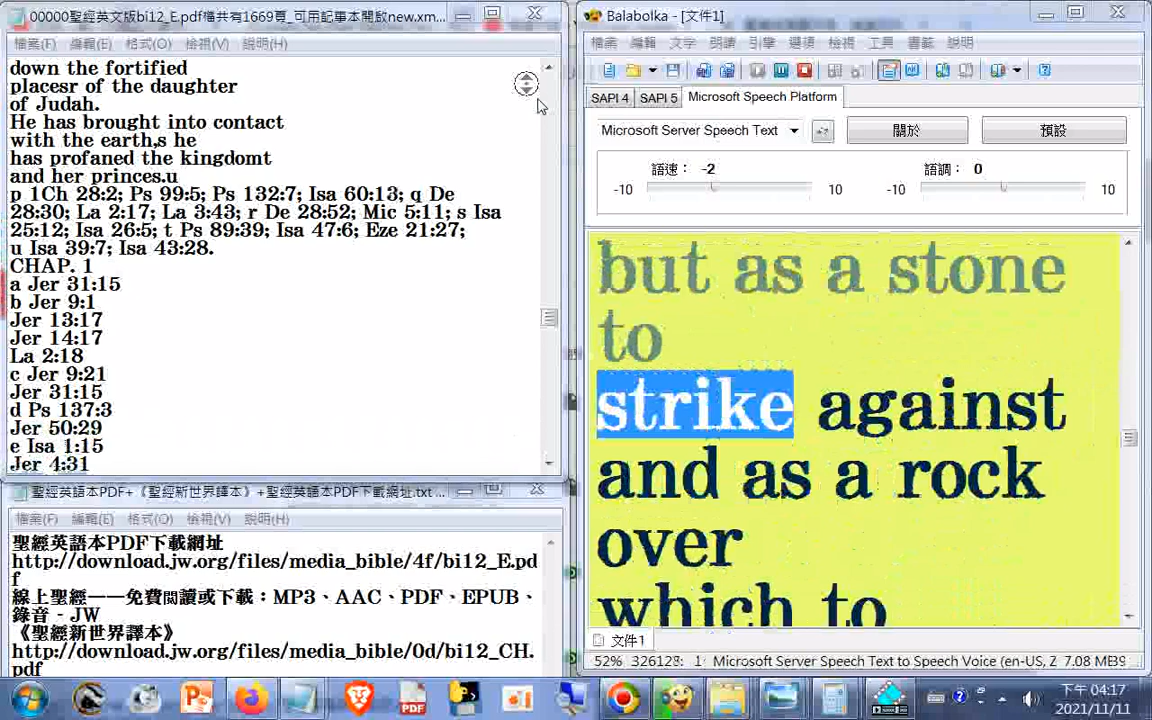 00000聖經英文版bi12_E.pdf檔共有1669頁_可用記事本開啟new.xm...
檔案(F) 編輯(E) 格式(O) 檢視(V) 說明(H)
down the fortified
placesr of the daughter
of Judah.
He has brought into contact
with the earth,s he
has profaned the kingdomt
and her princes.u
p 1Ch 28:2; Ps 99:5; Ps 132:7; Isa 60:13; q De
28:30; La 2:17; La 3:43; r De 28:52; Mic 5:11; s Isa
25:12; Isa 26:5; t Ps 89:39; Isa 47:6; Eze 21:27;
u Isa 39:7; Isa 43:28.
CHAP. 1
a Jer 31:15
b Jer 9:1
Jer 13:17
Jer 14:17
La 2:18
c Jer 9:21
Jer 31:15
d Ps 137:3
Jer 50:29
e Isa 1:15
Jer 4:31
聖經英語本PDF+《聖經新世界譯本》+聖經英語本PDF下載網址.txt ...
檔案(F) 編輯(E) 格式(O) 檢視(V) 說明(H)
聖經英語本PDF下載網址
http://download.jw.org/files/media_bible/4f/bi12_E.pd
f
線上聖經——免費閱讀或下載：MP3、AAC、PDF、EPUB、
錄音 - JW
《聖經新世界譯本》
http://download.jw.org/files/media_bible/0d/bi12_CH.
pdf
Balabolka - [文件1]
檔案 編輯 文字 朗讀 引擎 選項 檢視 工具 書籤 說明
SAPI 4 SAPI 5 Microsoft Speech Platform
Microsoft Server Speech Text 關於 預設
語速： -2 語調： 0
-10 10 -10 10
but as a stone
to
strike against
and as a rock
over
which to
文件1
52% 326128: 1 Microsoft Server Speech Text to Speech Voice (en-US, Z 7.08 MB
下午 04:17
2021/11/11